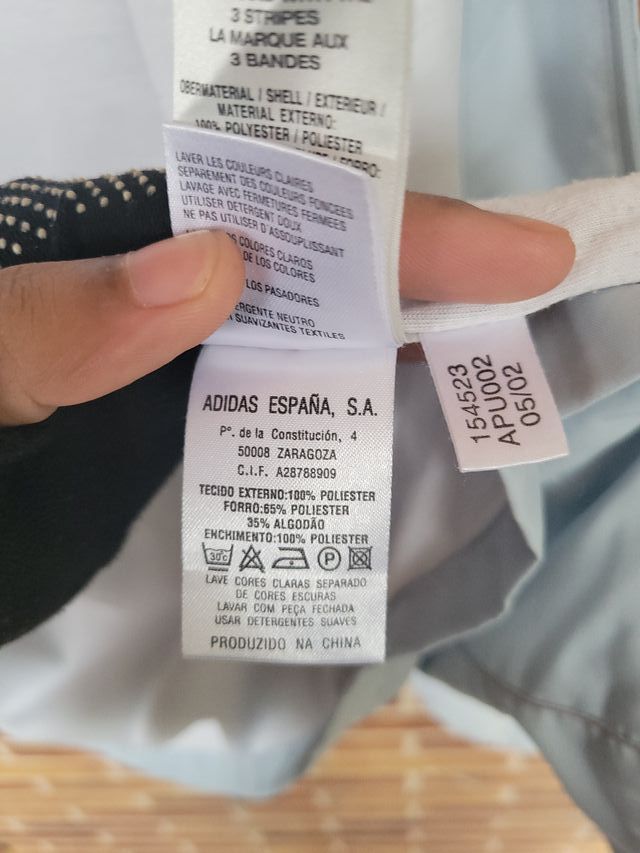 3 STRIPES
LA MARQUE AUX
3 BANDES
OBERMATERIAL / SHELL / EXTERIEUR /
MATERIAL EXTERNO:
100% POLYESTER / POLIESTER
FORRO:
LAVER LES COULEURS CLAIRES
SEPAREMENT DES COULEURS FONCÉES
LAVAGE AVEC FERMETURES FERMEES
UTILISER DETERGENT DOUX
NE PAS UTILISER D'ASSOUPLISSANT
COLORES CLAROS
DE LOS COLORES
LOS PASADORES
NEUTRO
SUAVIZANTES TEXTILES
ADIDAS ESPAÑA, S.A.
Pº. de la Constitución, 4
50008 ZARAGOZA
C.I.F. A28788909
TECIDO EXTERNO:100% POLIESTER
FORRO:65% POLIESTER
35% ALGODÃO
ENCHIMENTO:100% POLIESTER
30°C P
LAVE CORES CLARAS SEPARADO
DE CORES ESCURAS
LAVAR COM PEÇA FECHADA
USAR DETERGENTES SUAVES
PRODUZIDO NA CHINA
154523
APU002
05/02